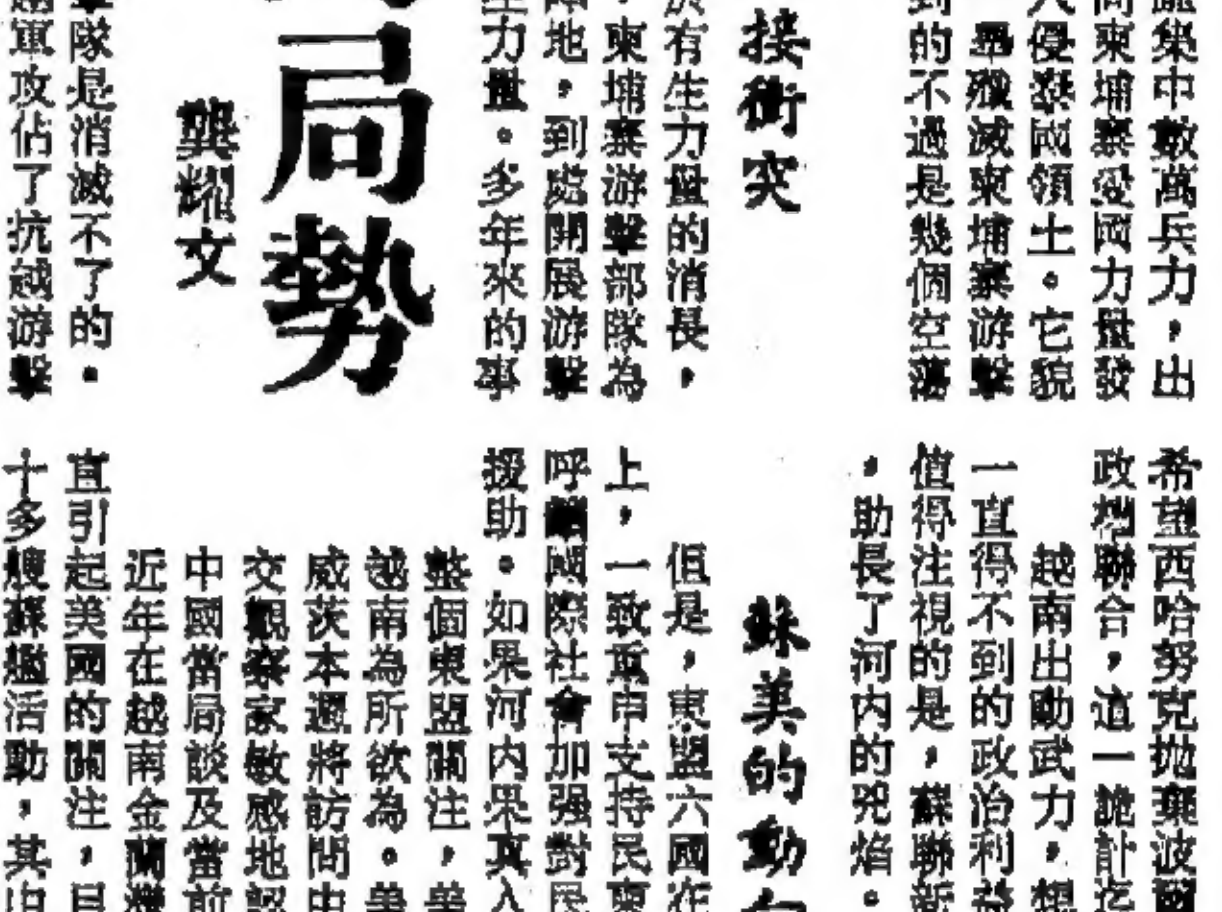 集中數萬兵力，出
向柬埔寨愛國力量發
入侵泰國領土。它貌
殲滅柬埔寨游擊
到的不過是幾個空蕩
接衝突
有生力量的消長，
柬埔寨游擊部隊為
陣地，到處開展游擊
生力量。多年來的事
局勢
龔耀文
擊隊是消滅不了的。
越軍攻佔了抗越游擊
希望西哈努克拋棄波國
政權聯合，這一詭計迄
越南出動武力，想
一直得不到的政治利益
值得注視的是，蘇聯新
，助長了河內的兇焰。
蘇美的動向
但是，東盟六國在
上，一致重申支持民柬
呼籲國際社會加强對民
援助。如果河內果真入
整個東盟關注，美
越南為所欲為。美
威茨本週將訪問中
交觀察家敏感地認
中國當局談及當前
近年在越南金蘭灣
直引起美國的關注，目
十多艘蘇艦活動，其中